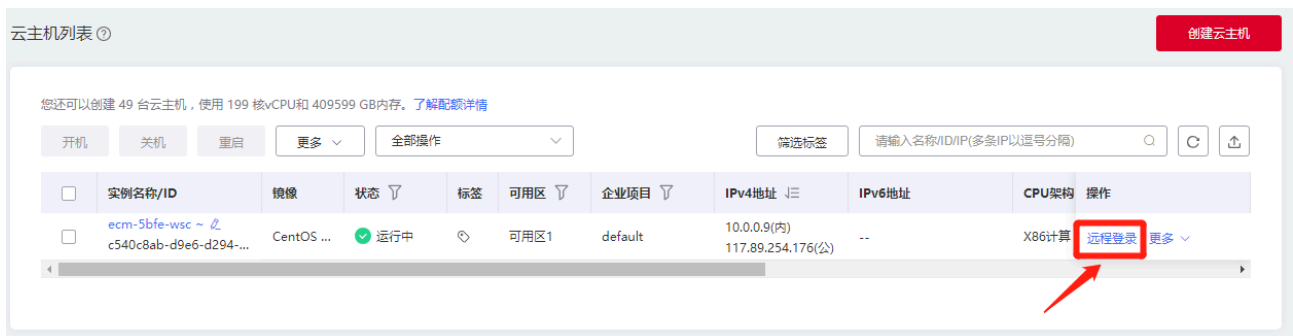 云主机列表
创建云主机
您还可以创建 49 台云主机，使用 199 核vCPU和 409599 GB内存。了解配额详情
开机 关机 重启 更多 全部操作 筛选标签 请输入名称/ID/IP(多条IP以逗号分隔)
实例名称/ID 镜像 状态 标签 可用区 企业项目 IPv4地址 IPv6地址 CPU架构 操作
ecm-5bfe-wsc ~ CentOS ... 运行中 可用区1 default 10.0.0.9(内) -- X86计算 远程登录 更多
c540c8ab-d9e6-d294-... 117.89.254.176(公)